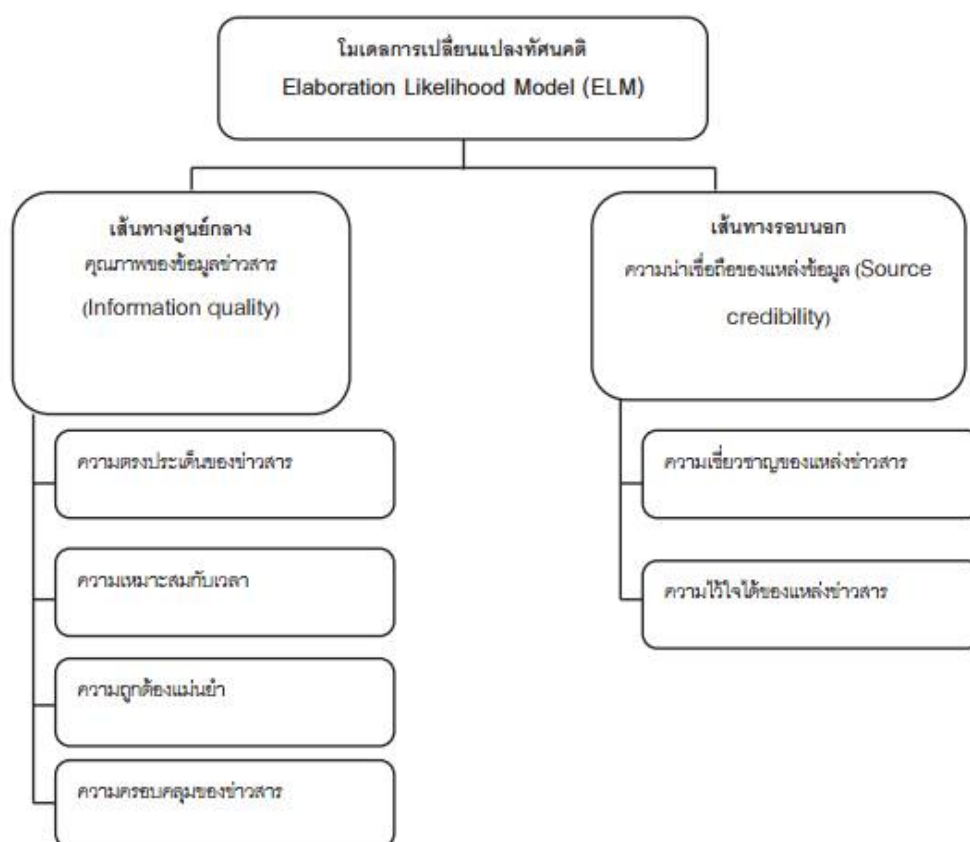 โมเดลการเปลี่ยนแปลงทัศนคติ
Elaboration Likelihood Model (ELM)
เส้นทางศูนย์กลาง
คุณภาพของข้อมูลข่าวสาร
(Information quality)
เส้นทางรอบนอก
ความน่าเชื่อถือของแหล่งข้อมูล (Source
credibility)
ความตรงประเด็นของข่าวสาร
ความเหมาะสมกับเวลา
ความถูกต้องแม่นยำ
ความครอบคลุมของข่าวสาร
ความเชี่ยวชาญของแหล่งข่าวสาร
ความไว้ใจได้ของแหล่งข่าวสาร